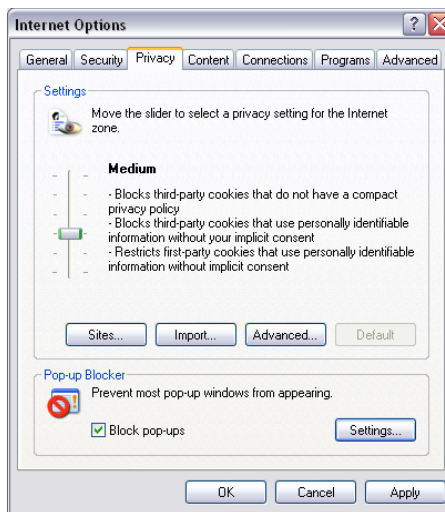 Internet Options
General Security Privacy Content Connections Programs Advanced
Settings
Move the slider to select a privacy setting for the Internet
zone.
Medium
- Blocks third-party cookies that do not have a compact
privacy policy
- Blocks third-party cookies that use personally identifiable
information without your implicit consent
- Restricts first-party cookies that use personally identifiable
information without implicit consent
Sites... Import... Advanced... Default
Pop-up Blocker
Prevent most pop-up windows from appearing.
Block pop-ups Settings...
OK Cancel Apply